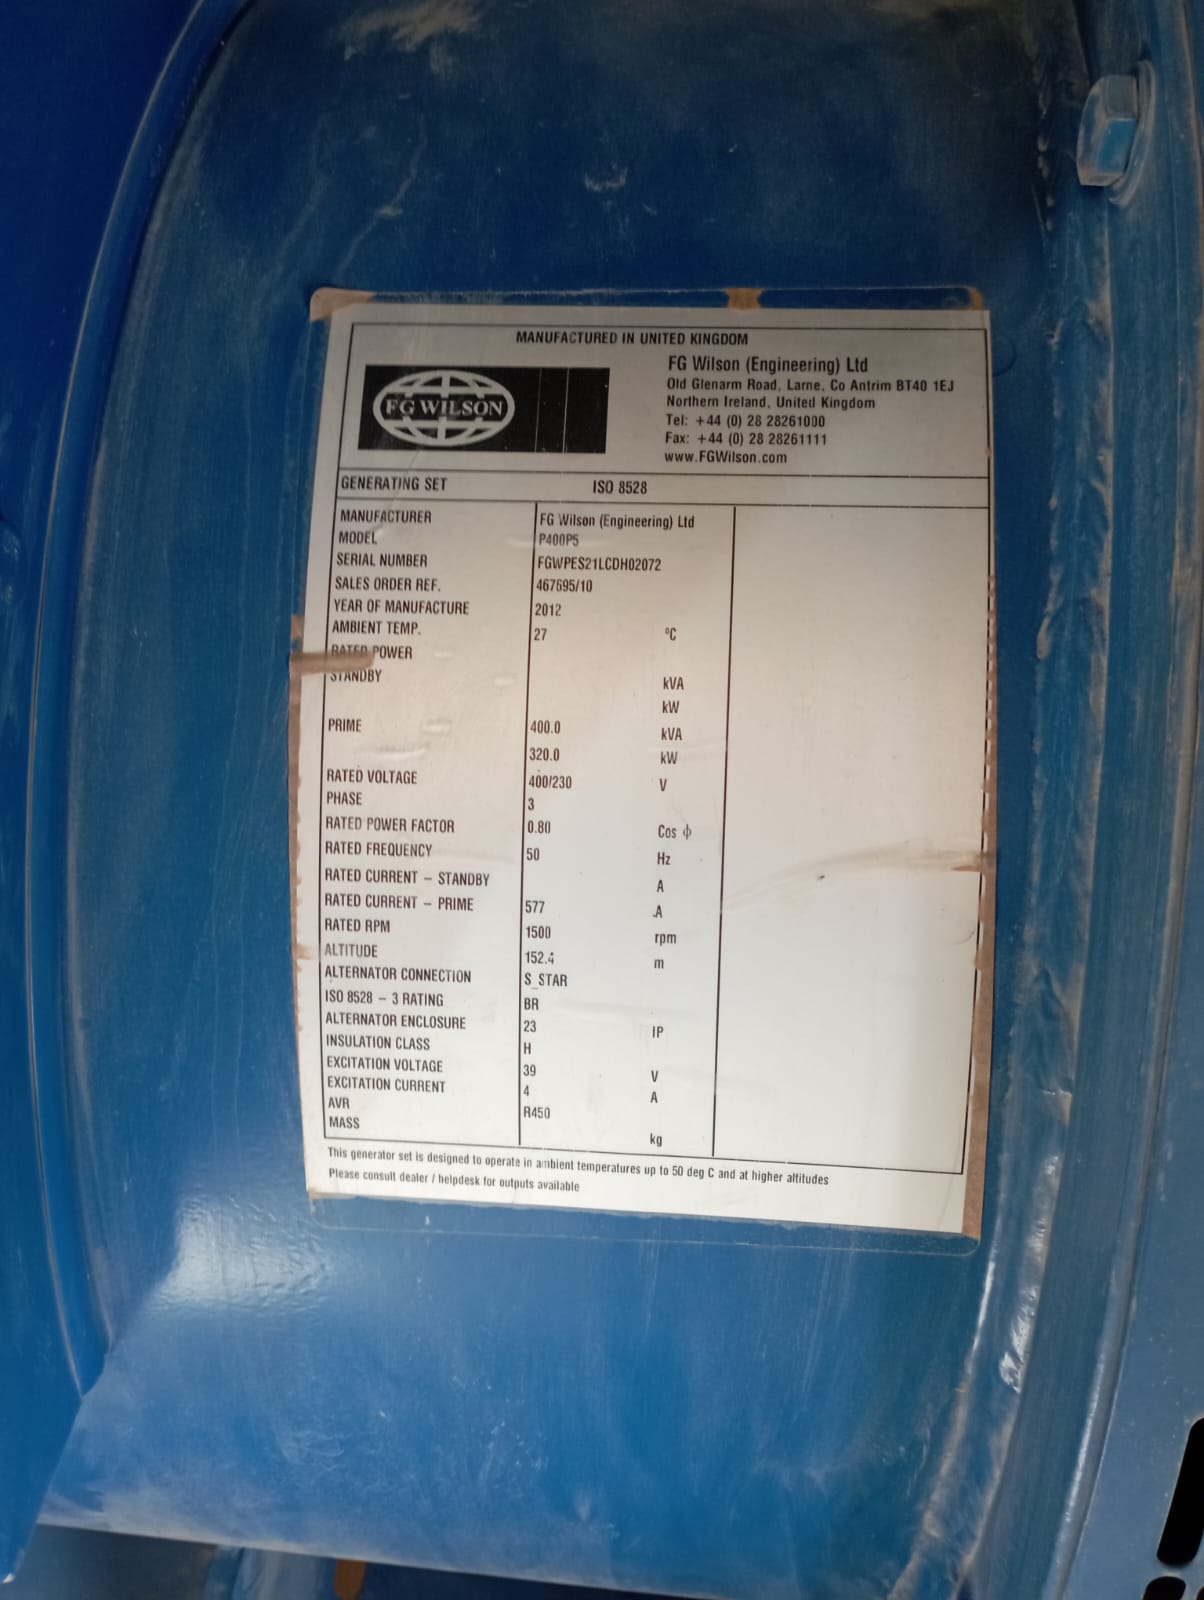 MANUFACTURED IN UNITED KINGDOM
FG WILSON
FG Wilson (Engineering) Ltd
Old Glenarm Road, Larne, Co Antrim BT40 1EJ
Northern Ireland, United Kingdom
Tel: +44 (0) 28 28261000
Fax: +44 (0) 28 28261111
www.FGWilson.com
GENERATING SET ISO 8528
MANUFACTURER FG Wilson (Engineering) Ltd
MODEL P400P5
SERIAL NUMBER FGWPES21LCDH02072
SALES ORDER REF. 467695/10
YEAR OF MANUFACTURE 2012
AMBIENT TEMP. 27 °C
RATED POWER
STANDBY kVA
kW
PRIME 400.0 kVA
320.0 kW
RATED VOLTAGE 400/230 V
PHASE 3
RATED POWER FACTOR 0.80 Cos ϕ
RATED FREQUENCY 50 Hz
RATED CURRENT – STANDBY A
RATED CURRENT – PRIME 577 A
RATED RPM 1500 rpm
ALTITUDE 152.4 m
ALTERNATOR CONNECTION S_STAR
ISO 8528 – 3 RATING BR
ALTERNATOR ENCLOSURE 23 IP
INSULATION CLASS H
EXCITATION VOLTAGE 39 V
EXCITATION CURRENT 4 A
AVR R450
MASS kg
This generator set is designed to operate in ambient temperatures up to 50 deg C and at higher altitudes
Please consult dealer / helpdesk for outputs available